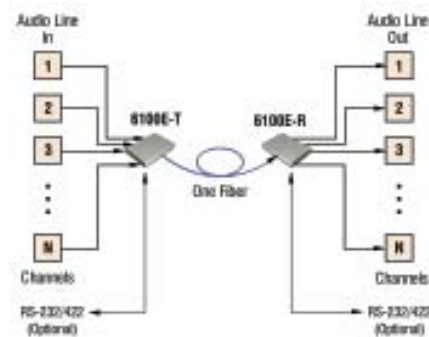 Audio Line
In
Audio Line
Out
1
1
2
2
6100E-T
6100E-R
3
3
One Fiber
N
N
Channels
Channels
RS-232/422
(Optional)
RS-232/422
(Optional)